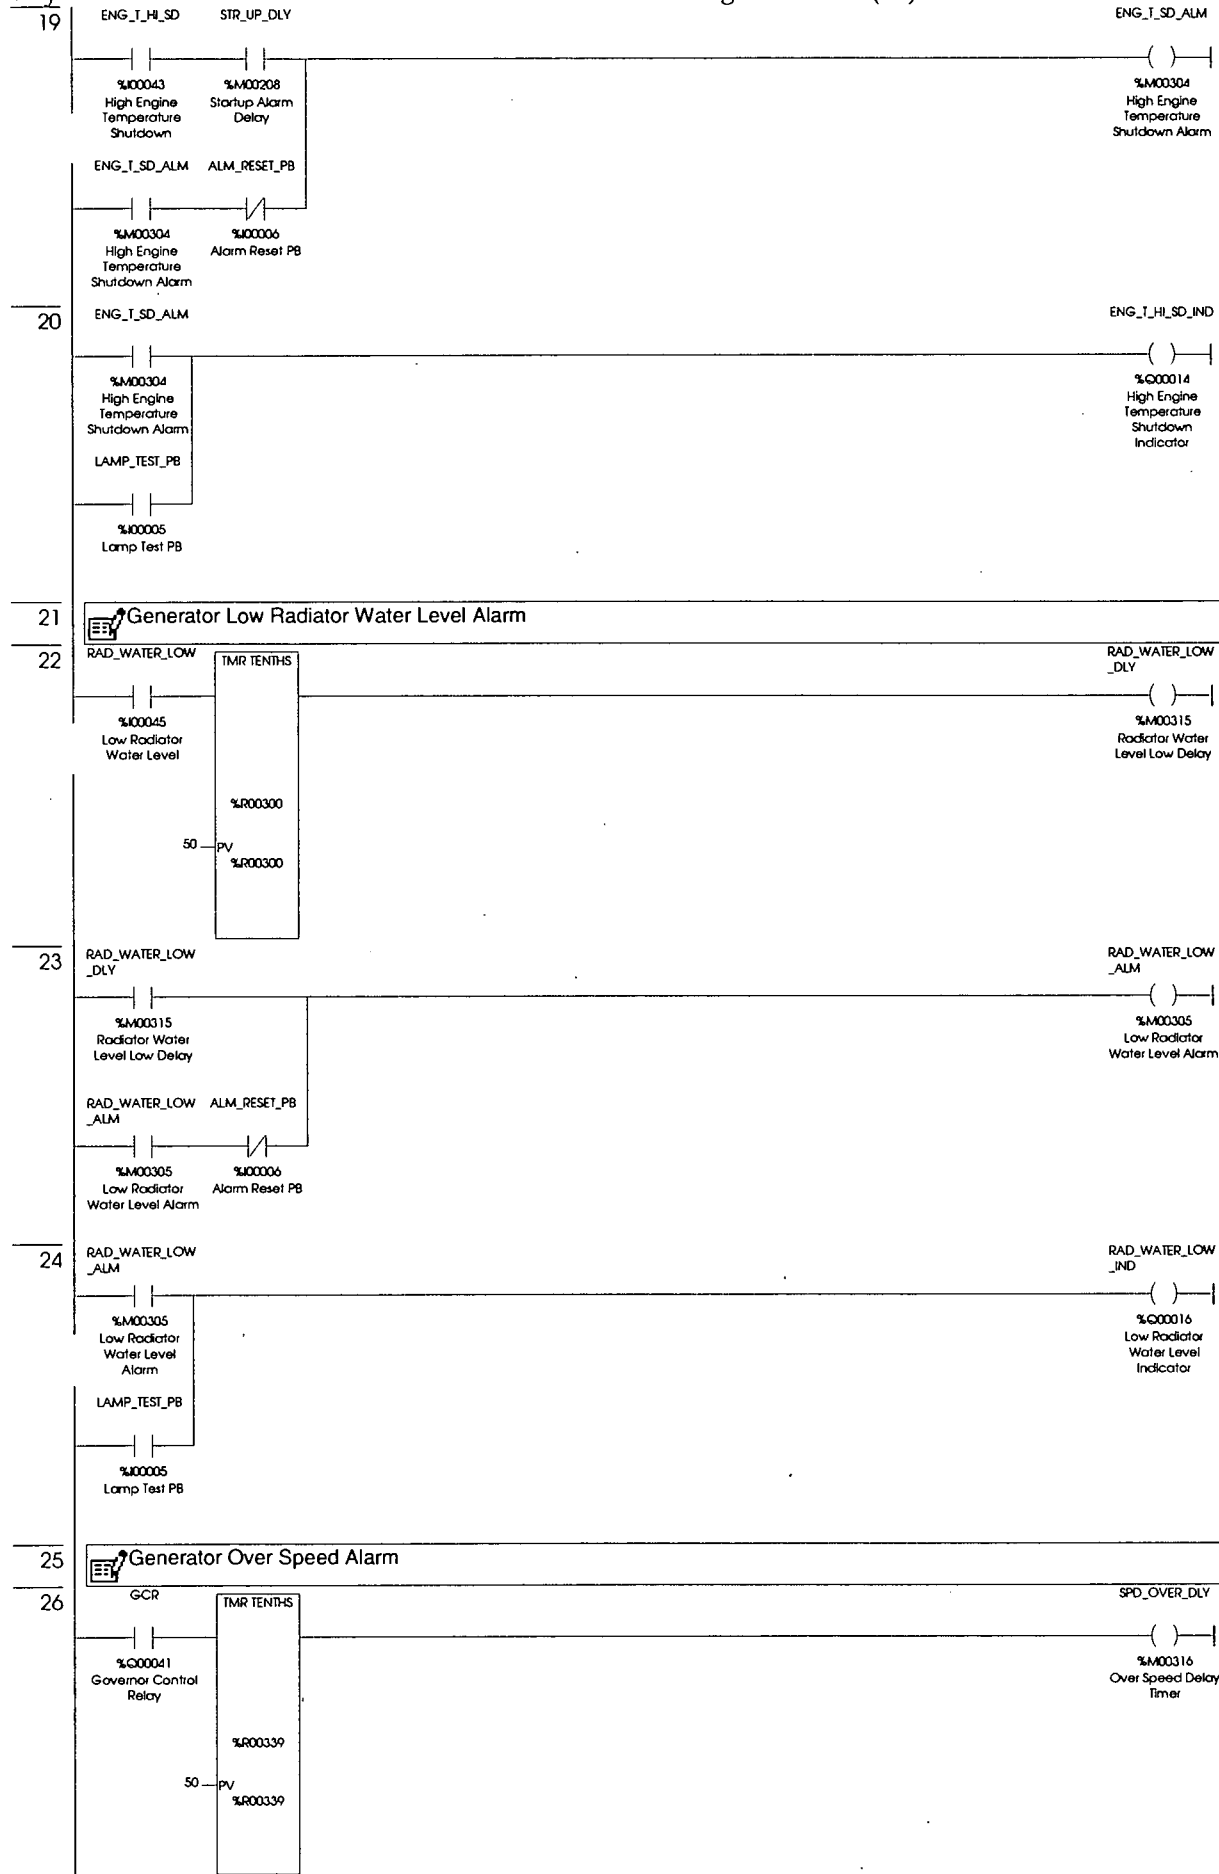 19
ENG_T_HI_SD STR_UP_DLY ENG_T_SD_ALM
%I00043 %M00208 %M00304
High Engine Startup Alarm High Engine
Temperature Delay Temperature
Shutdown Shutdown Alarm
ENG_T_SD_ALM ALM_RESET_PB
%M00304 %I00006
High Engine Alarm Reset PB
Temperature
Shutdown Alarm
20
ENG_T_SD_ALM ENG_T_HI_SD_IND
%M00304 %Q00014
High Engine High Engine
Temperature Temperature
Shutdown Alarm Shutdown
Indicator
LAMP_TEST_PB
%I00005
Lamp Test PB
21 Generator Low Radiator Water Level Alarm
22
RAD_WATER_LOW TMR TENTHS RAD_WATER_LOW
_DLY
%I00045 %M00315
Low Radiator Radiator Water
Water Level Level Low Delay
%R00300
50 PV
%R00300
23
RAD_WATER_LOW RAD_WATER_LOW
_DLY _ALM
%M00315 %M00305
Radiator Water Low Radiator
Level Low Delay Water Level Alarm
RAD_WATER_LOW ALM_RESET_PB
_ALM
%M00305 %I00006
Low Radiator Alarm Reset PB
Water Level Alarm
24
RAD_WATER_LOW RAD_WATER_LOW
_ALM _IND
%M00305 %Q00016
Low Radiator Low Radiator
Water Level Water Level
Alarm Indicator
LAMP_TEST_PB
%I00005
Lamp Test PB
25 Generator Over Speed Alarm
26
GCR TMR TENTHS SPD_OVER_DLY
%Q00041 %M00316
Governor Control Over Speed Delay
Relay Timer
%R00339
50 PV
%R00339